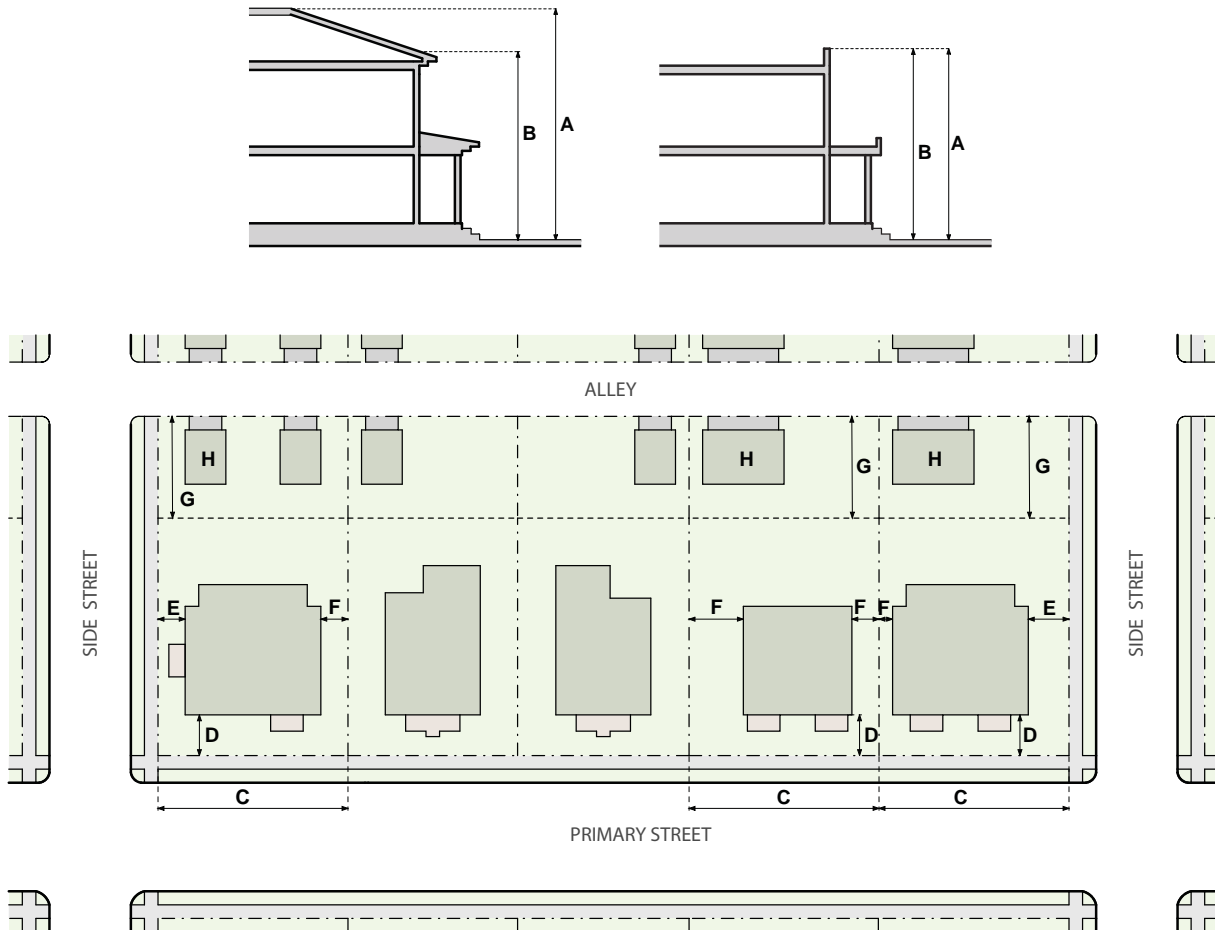 B A
B A
ALLEY
H H H
G G G
SIDE STREET
SIDE STREET
E F F F F E
D D D
C C C
PRIMARY STREET